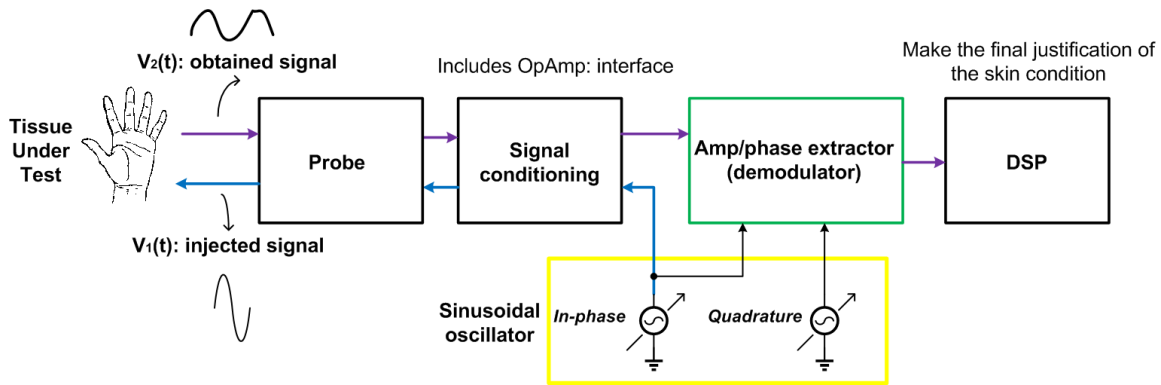 V₂(t): obtained signal
Includes OpAmp: interface
Make the final justification of
the skin condition
Tissue
Under
Test
Probe
Signal
conditioning
Amp/phase extractor
(demodulator)
DSP
V₁(t): injected signal
Sinusoidal
oscillator
In-phase
Quadrature